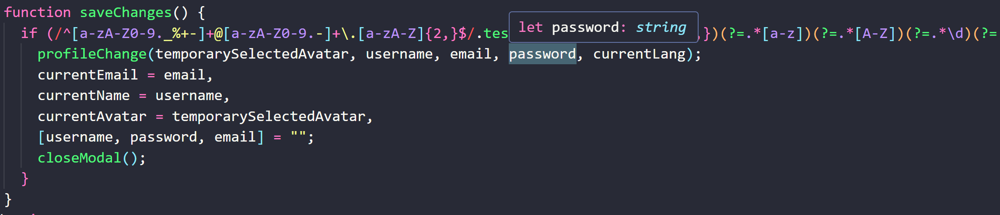 function saveChanges() {
if (/^[a-zA-Z0-9._%+-]+@[a-zA-Z0-9.-]+\.[a-zA-Z]{2,}$/.tes ,})(?=.*[a-z])(?=.*[A-Z])(?=.*\d)(?=
let password: string
profileChange(temporarySelectedAvatar, username, email, password, currentLang);
currentEmail = email,
currentName = username,
currentAvatar = temporarySelectedAvatar,
[username, password, email] = "";
closeModal();
}
}